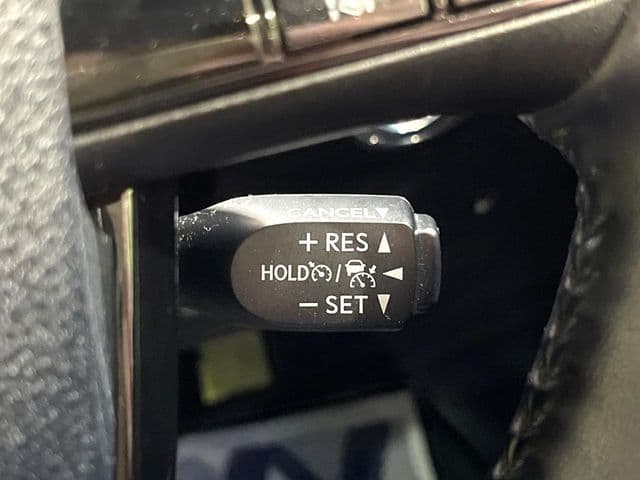 CANCEL▼
+ RES ▲
HOLD / ◀
− SET ▼